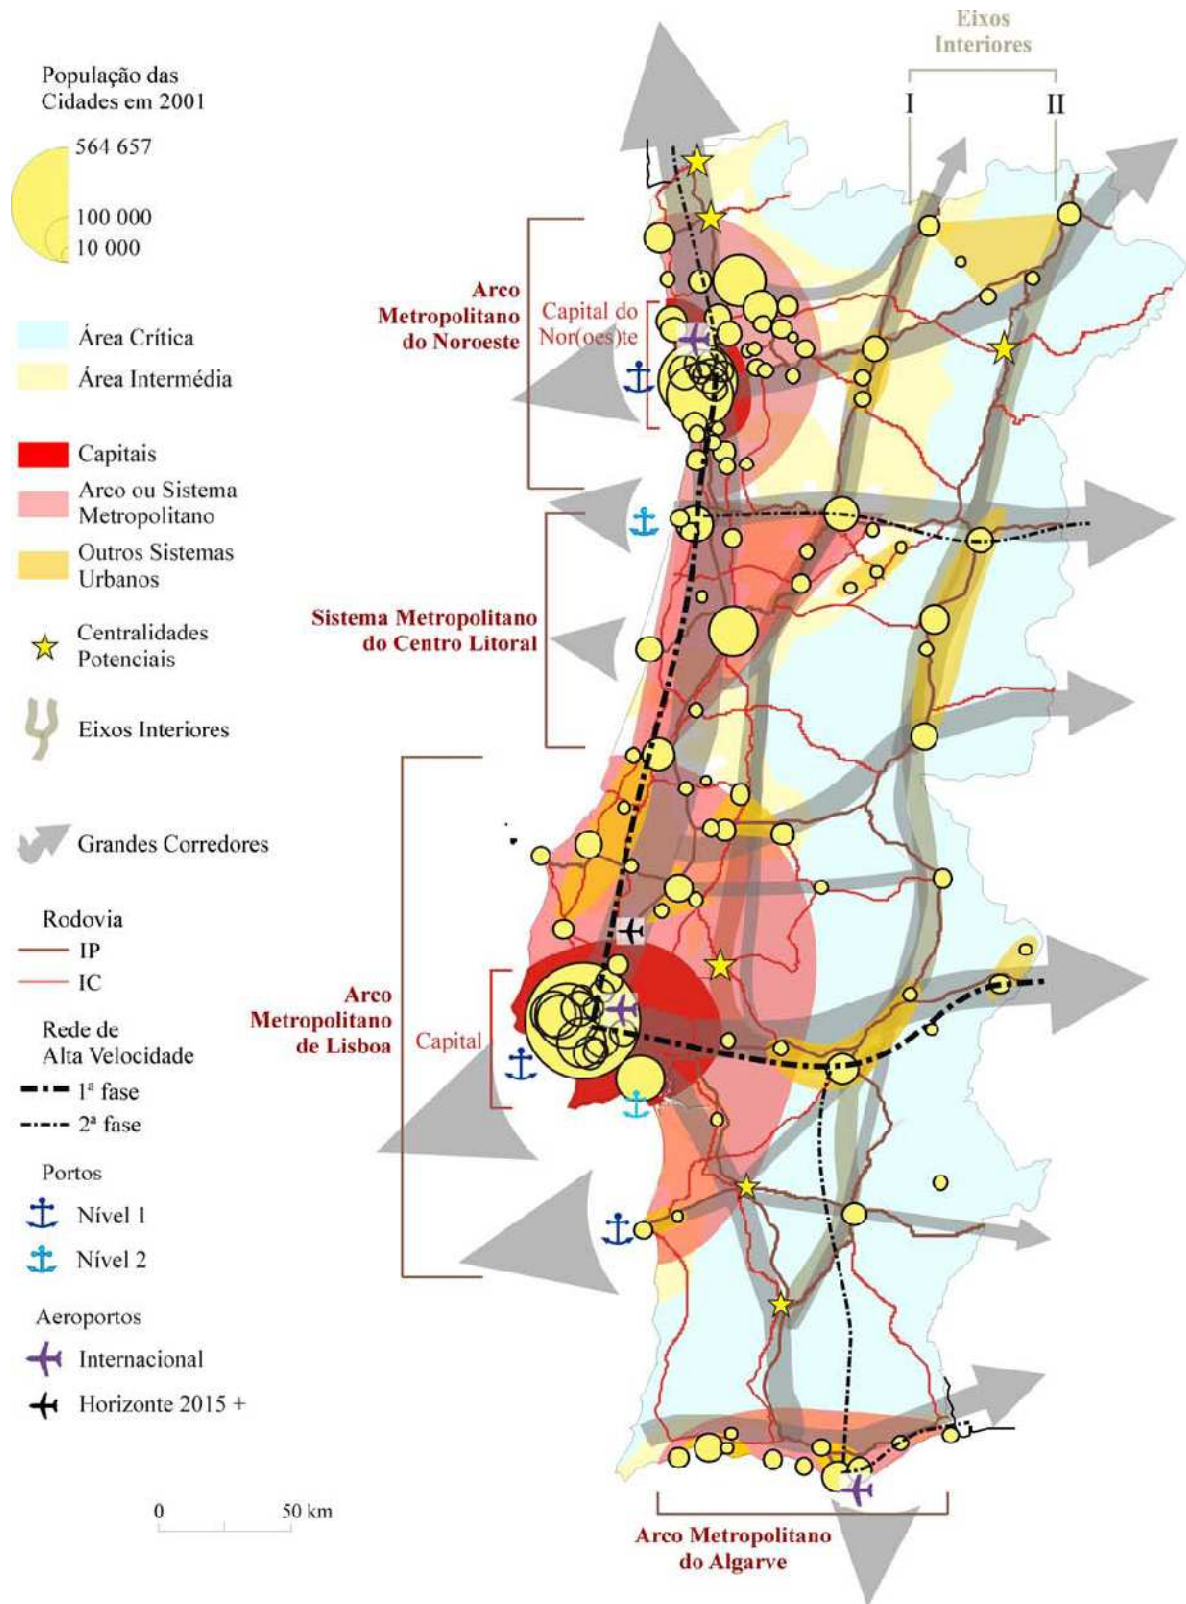 Eixos
Interiores
I
II
População das
Cidades em 2001
564 657
100 000
10 000
Área Crítica
Área Intermédia
Capitais
Arco ou Sistema
Metropolitano
Outros Sistemas
Urbanos
Centralidades
Potenciais
Eixos Interiores
Grandes Corredores
Rodovia
IP
IC
Rede de
Alta Velocidade
1ª fase
2ª fase
Portos
Nível 1
Nível 2
Aeroportos
Internacional
Horizonte 2015 +
0
50 km
Arco
Metropolitano
do Noroeste
Capital do
Nor(oes)te
Sistema Metropolitano
do Centro Litoral
Arco
Metropolitano
de Lisboa
Capital
Arco Metropolitano
do Algarve